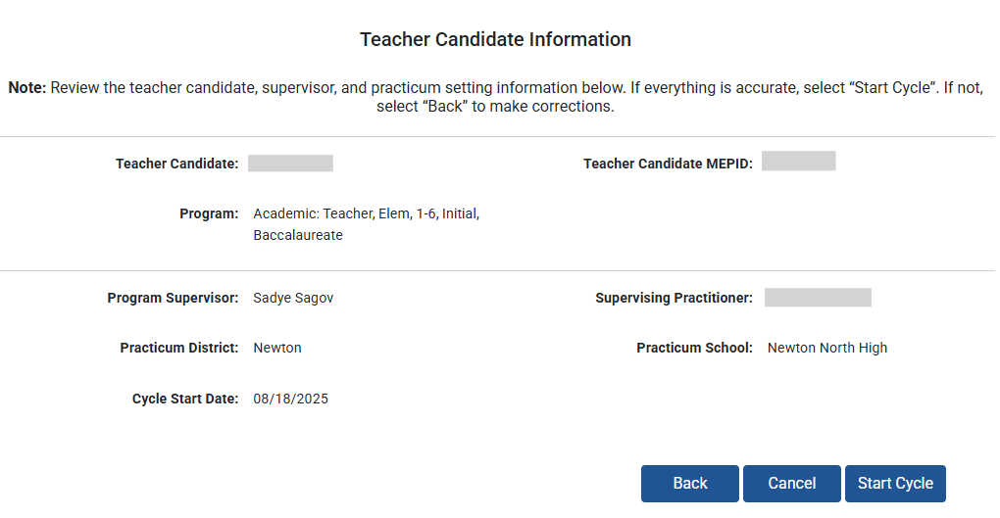 Teacher Candidate Information
Note: Review the teacher candidate, supervisor, and practicum setting information below. If everything is accurate, select “Start Cycle”. If not,
select “Back” to make corrections.
Teacher Candidate:
Teacher Candidate MEPID:
Program: Academic: Teacher, Elem, 1-6, Initial,
Baccalaureate
Program Supervisor: Sadye Sagov
Supervising Practitioner:
Practicum District: Newton
Practicum School: Newton North High
Cycle Start Date: 08/18/2025
Back
Cancel
Start Cycle